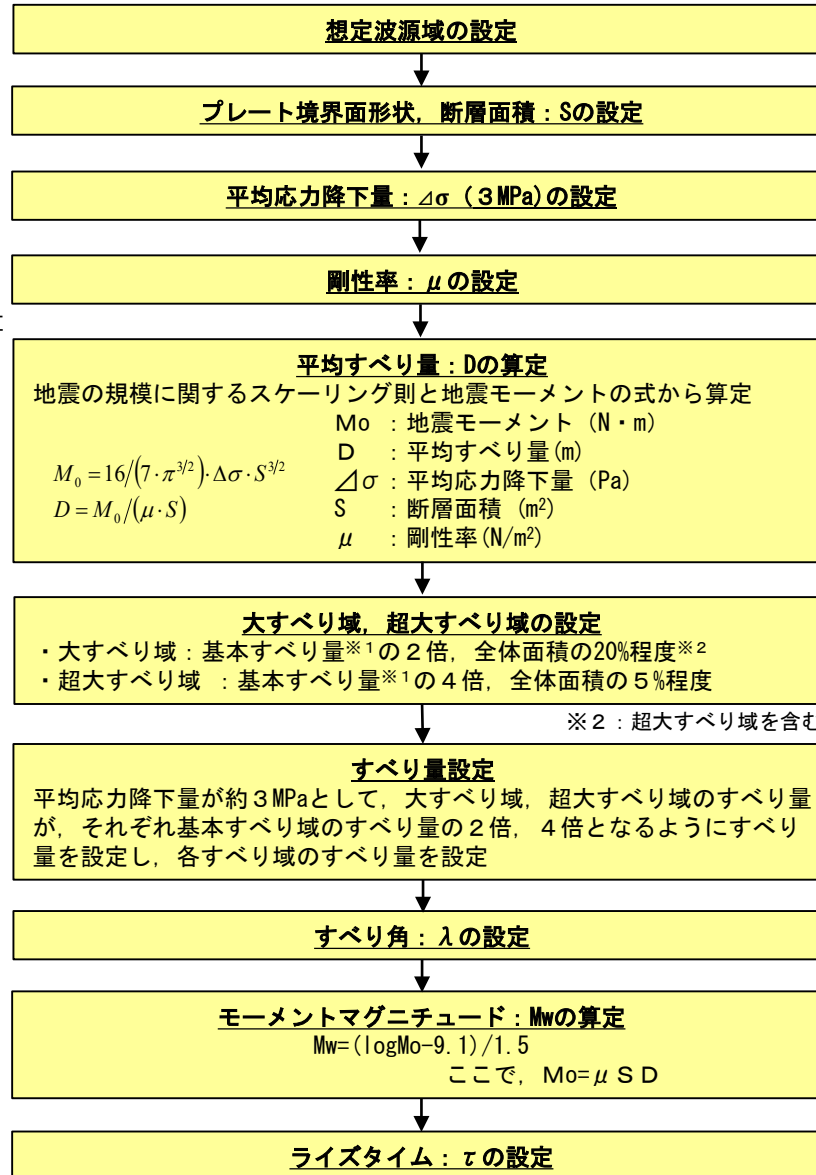 想定波源域の設定
プレート境界面形状，断層面積：Sの設定
平均応力降下量：⊿σ（３MPa）の設定
剛性率：μの設定
平均すべり量：Dの算定
地震の規模に関するスケーリング則と地震モーメントの式から算定
Ｍo ：地震モーメント（N・m）
D ：平均すべり量(m)
⊿σ：平均応力降下量（Pa）
S ：断層面積（m²）
μ ：剛性率(N/m²)
M₀ = 16/(7·π^{3/2})·Δσ·S^{3/2}
D = M₀/(μ·S)
大すべり域，超大すべり域の設定
・大すべり域：基本すべり量※1の２倍，全体面積の20%程度※2
・超大すべり域 ：基本すべり量※1の４倍，全体面積の５%程度
※２：超大すべり域を含む
すべり量設定
平均応力降下量が約３MPaとして，大すべり域，超大すべり域のすべり量
が，それぞれ基本すべり域のすべり量の２倍，４倍となるようにすべり
量を設定し，各すべり域のすべり量を設定
すべり角：λの設定
モーメントマグニチュード：Mwの算定
Mw=(logMo-9.1)/1.5
ここで，Mo=μＳＤ
ライズタイム：τの設定